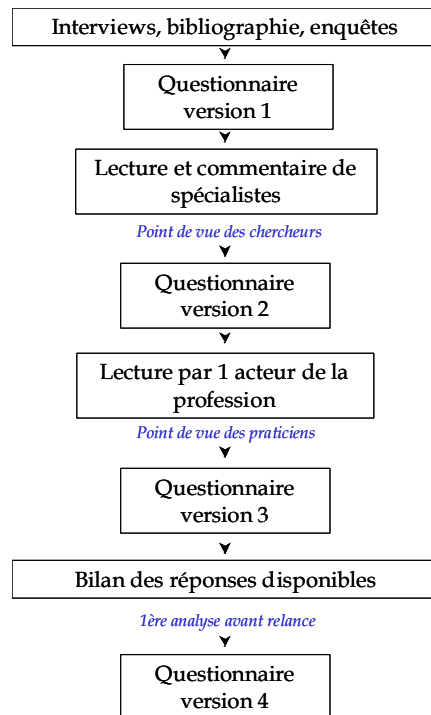 Interviews, bibliographie, enquêtes
Questionnaire
version 1
Lecture et commentaire de
spécialistes
Point de vue des chercheurs
Questionnaire
version 2
Lecture par 1 acteur de la
profession
Point de vue des praticiens
Questionnaire
version 3
Bilan des réponses disponibles
1ère analyse avant relance
Questionnaire
version 4